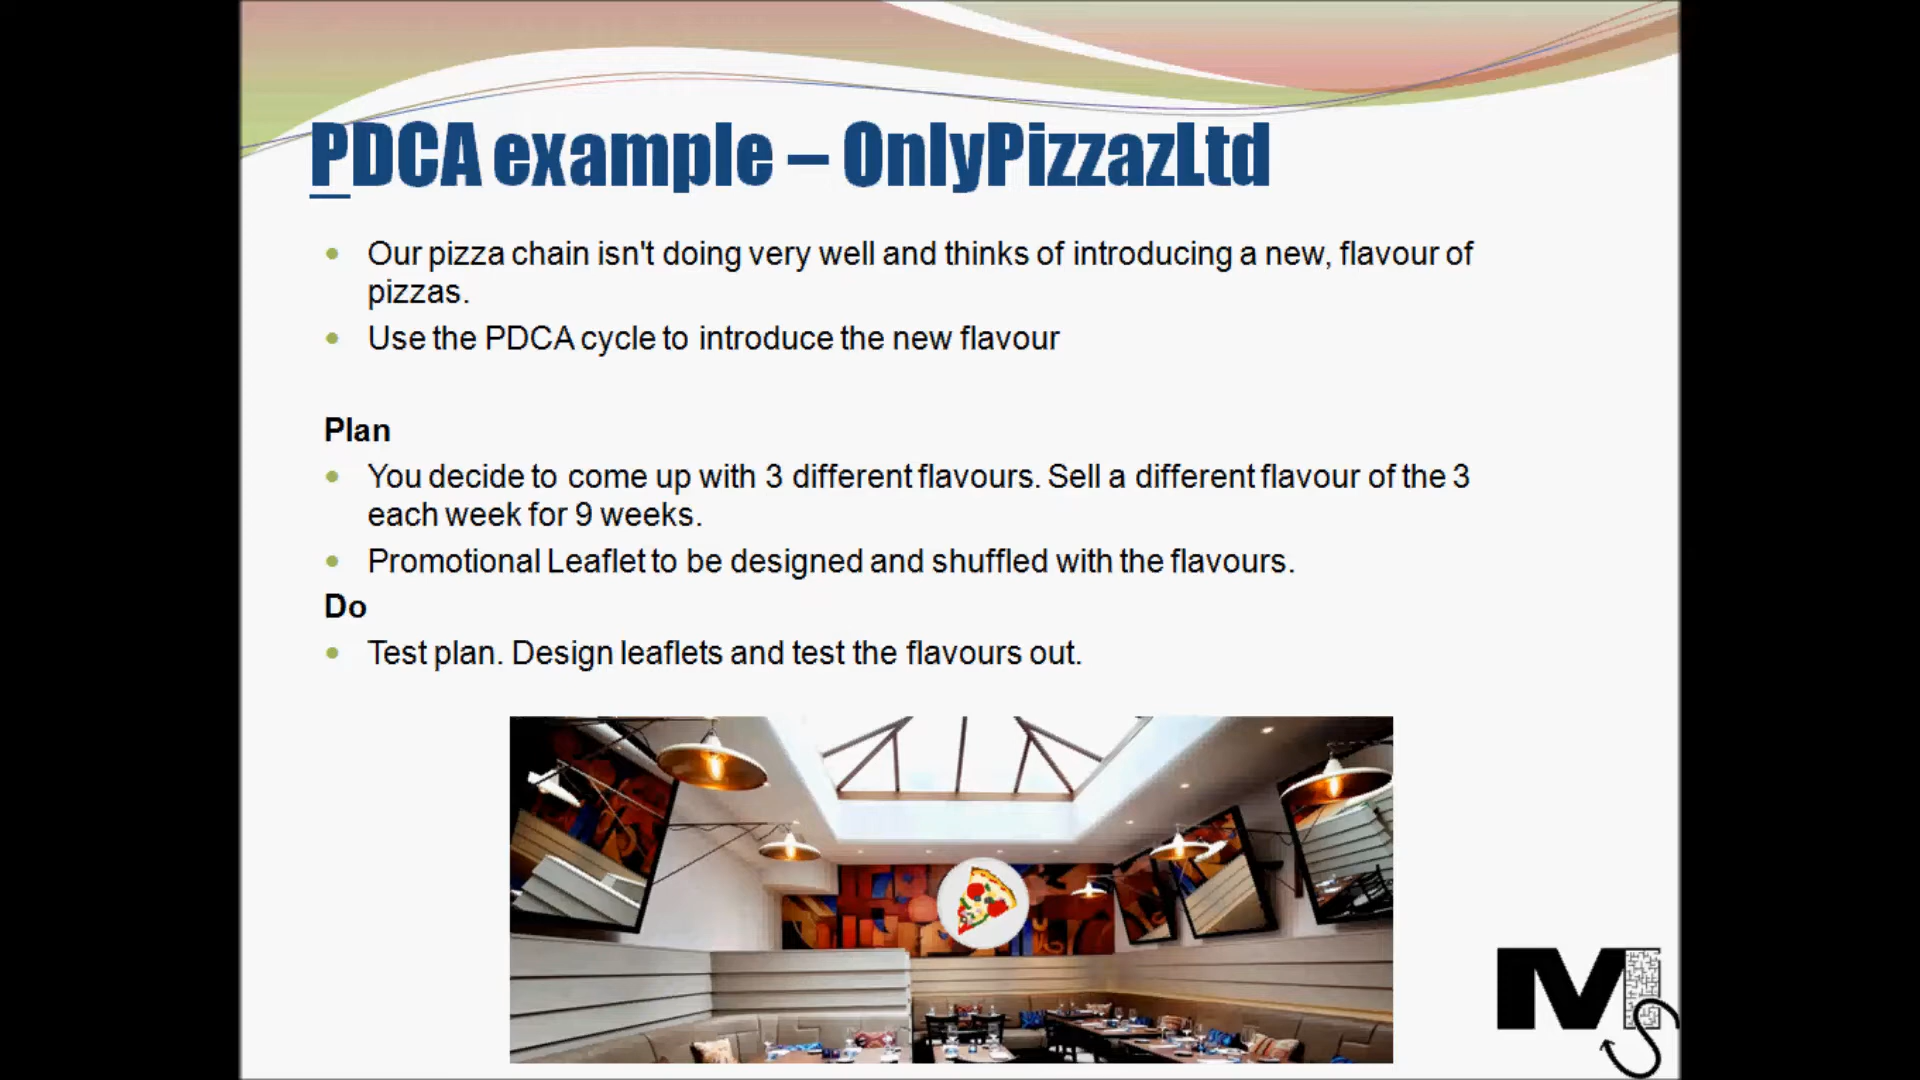 PDCA example – OnlyPizzazLtd
Our pizza chain isn't doing very well and thinks of introducing a new, flavour of
pizzas.
Use the PDCA cycle to introduce the new flavour
Plan
You decide to come up with 3 different flavours. Sell a different flavour of the 3
each week for 9 weeks.
Promotional Leaflet to be designed and shuffled with the flavours.
Do
Test plan. Design leaflets and test the flavours out.
M
S